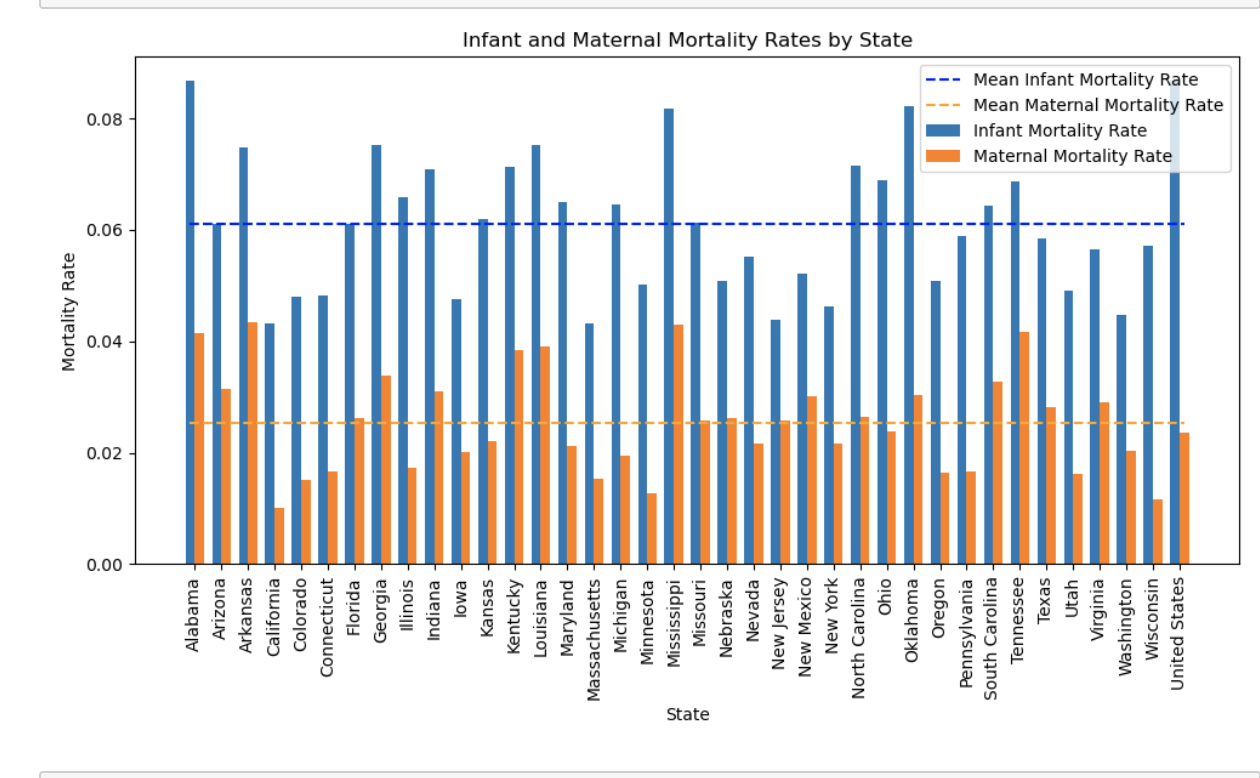 Infant and Maternal Mortality Rates by State
Mean Infant Mortality Rate
Mean Maternal Mortality Rate
Infant Mortality Rate
Maternal Mortality Rate
Mortality Rate
0.08
0.06
0.04
0.02
0.00
Alabama
Arizona
Arkansas
California
Colorado
Connecticut
Florida
Georgia
Illinois
Indiana
Iowa
Kansas
Kentucky
Louisiana
Maryland
Massachusetts
Michigan
Minnesota
Mississippi
Missouri
Nebraska
Nevada
New Jersey
New Mexico
New York
North Carolina
Ohio
Oklahoma
Oregon
Pennsylvania
South Carolina
Tennessee
Texas
Utah
Virginia
Washington
Wisconsin
United States
State